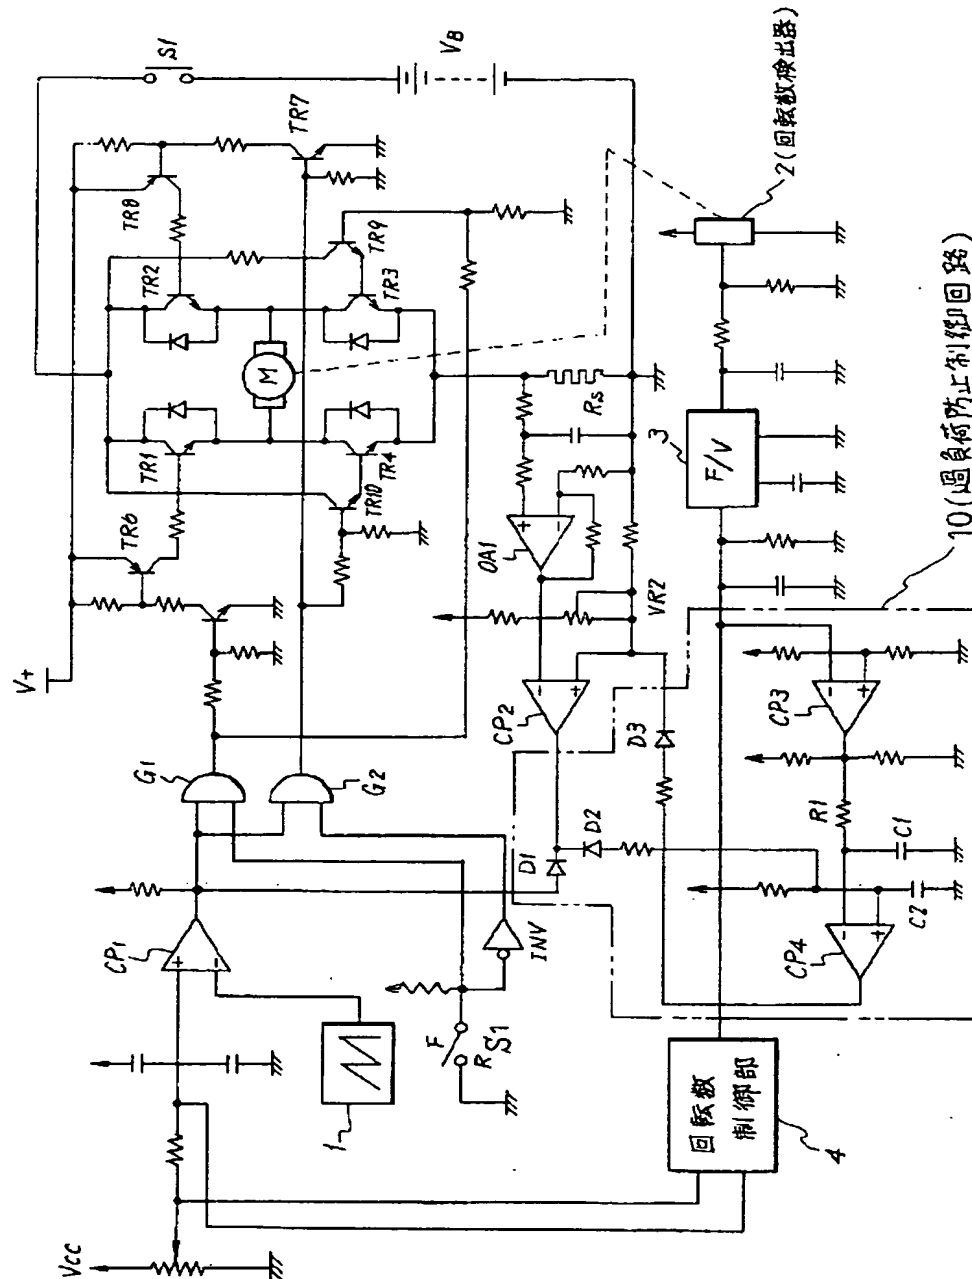 V+
S1
VB
TR8
TR7
TR6
TR2
TR1
M
TR9
TR3
TR4
TR10
G1
G2
CP1
OA1
Rs
VR2
CP2
D1
D2
D3
INV
F
R
S1
1
VCC
2(回転数検出器)
3
F/V
10(過負荷防止制御回路)
CP3
R1
C1
C2
CP4
回転数
制御部
4